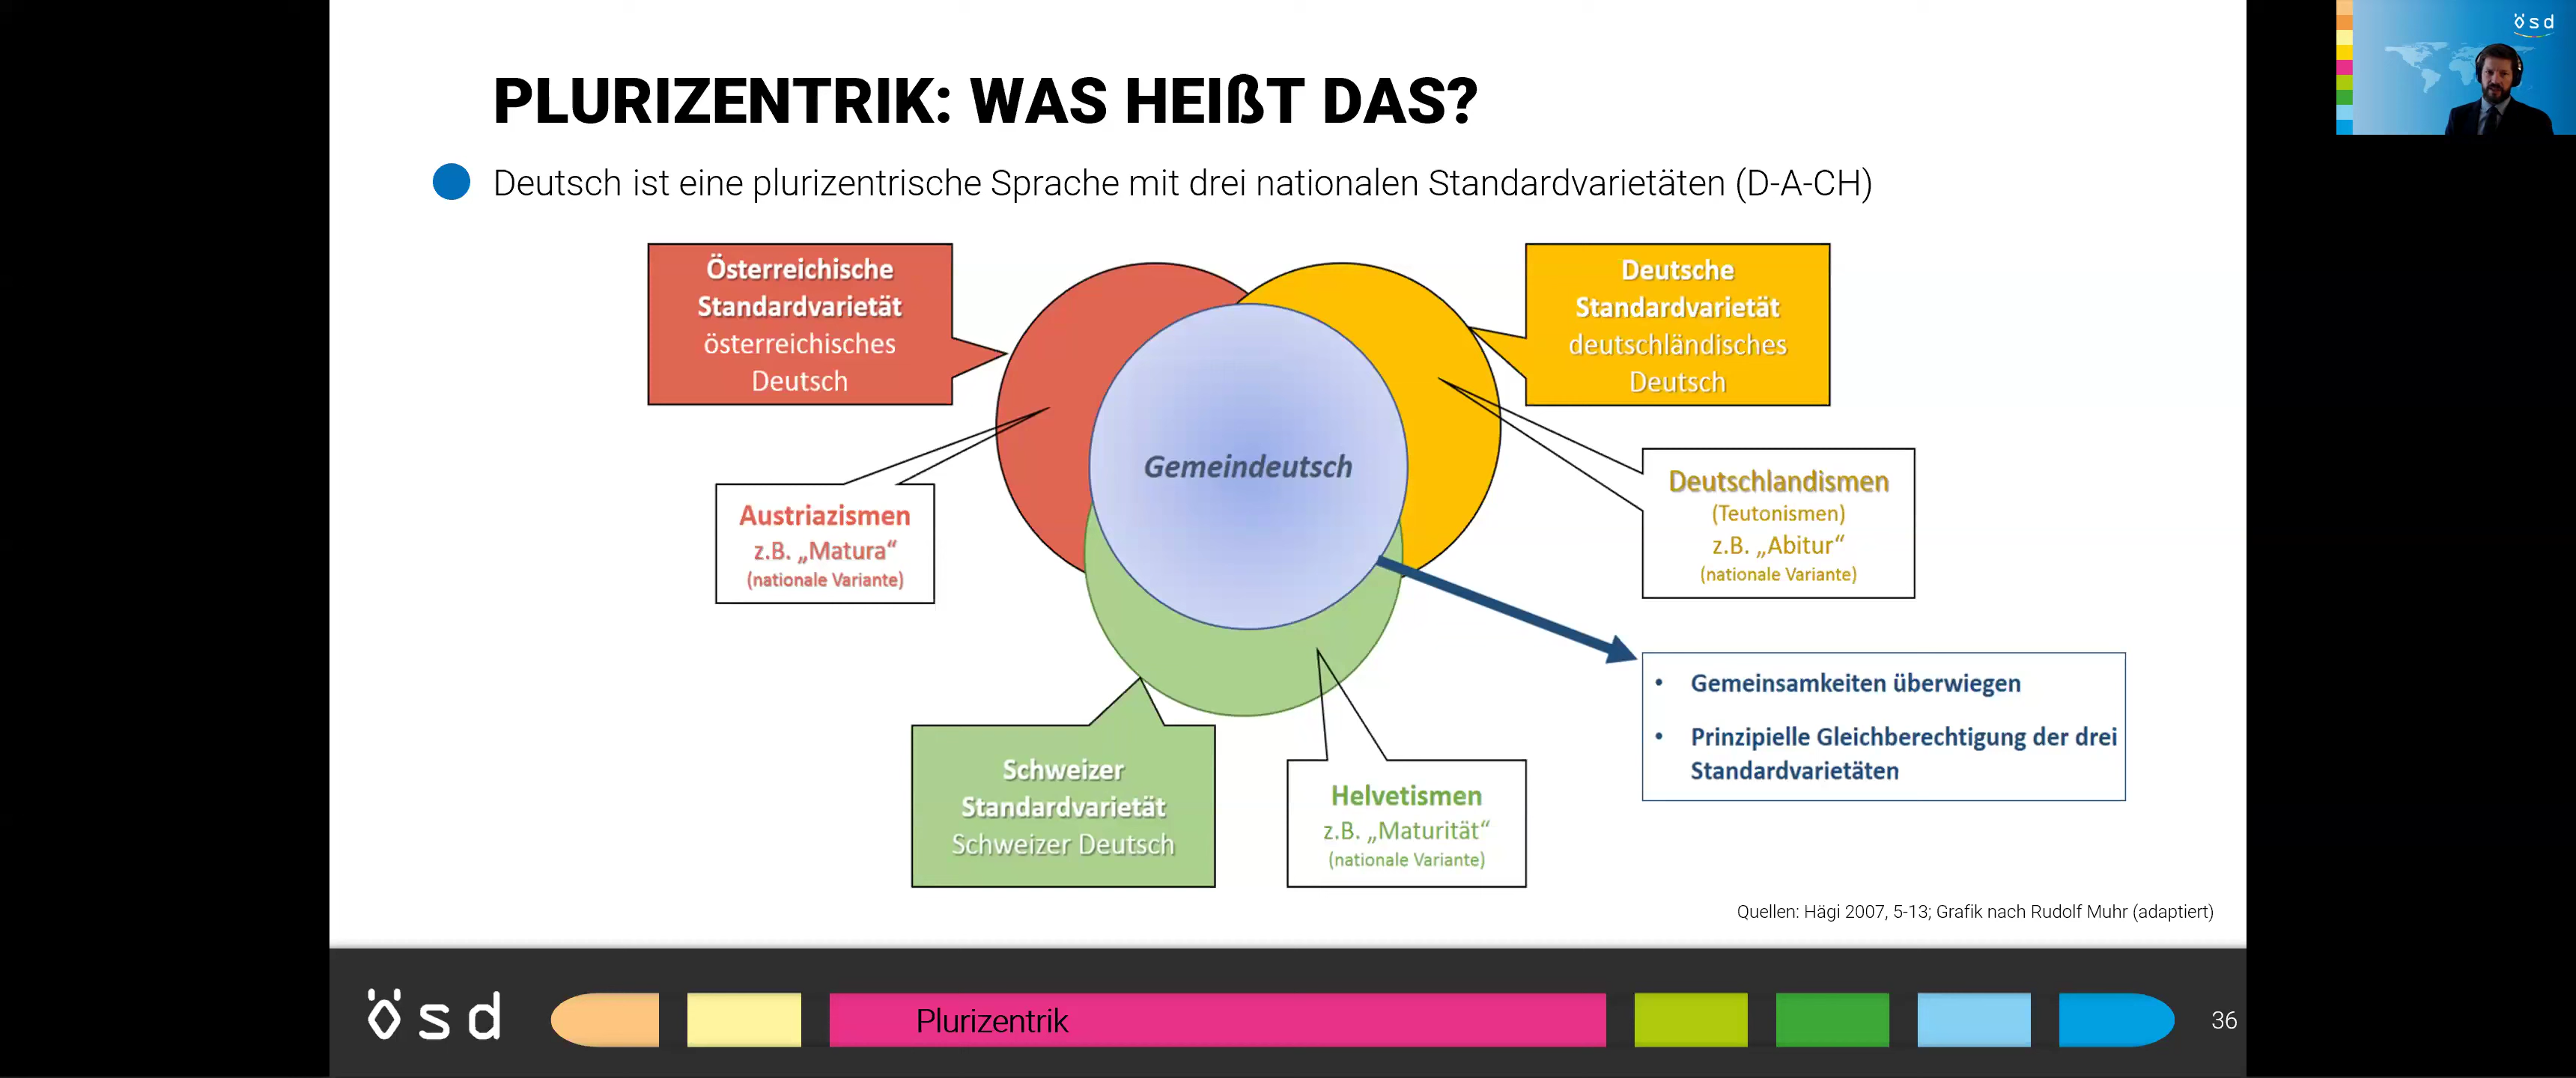 ösd
PLURIZENTRIK: WAS HEIßT DAS?
Deutsch ist eine plurizentrische Sprache mit drei nationalen Standardvarietäten (D-A-CH)
Österreichische
Standardvarietät
österreichisches
Deutsch
Deutsche
Standardvarietät
deutschländisches
Deutsch
Gemeindeutsch
Austriazismen
z.B. „Matura“
(nationale Variante)
Deutschlandismen
(Teutonismen)
z.B. „Abitur“
(nationale Variante)
• Gemeinsamkeiten überwiegen
• Prinzipielle Gleichberechtigung der drei
Standardvarietäten
Schweizer
Standardvarietät
Schweizer Deutsch
Helvetismen
z.B. „Maturität“
(nationale Variante)
Quellen: Hägi 2007, 5-13; Grafik nach Rudolf Muhr (adaptiert)
ösd
Plurizentrik
36